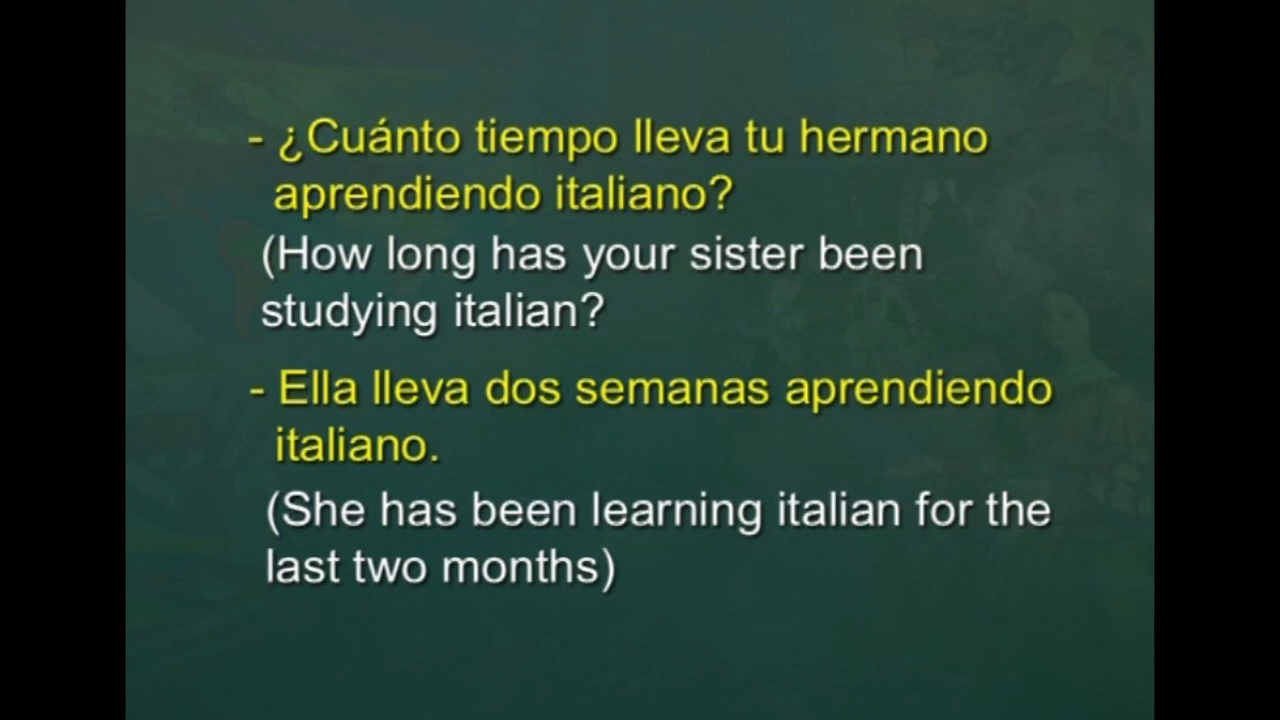 - ¿Cuánto tiempo lleva tu hermano
aprendiendo italiano?
(How long has your sister been
studying italian?
- Ella lleva dos semanas aprendiendo
italiano.
(She has been learning italian for the
last two months)